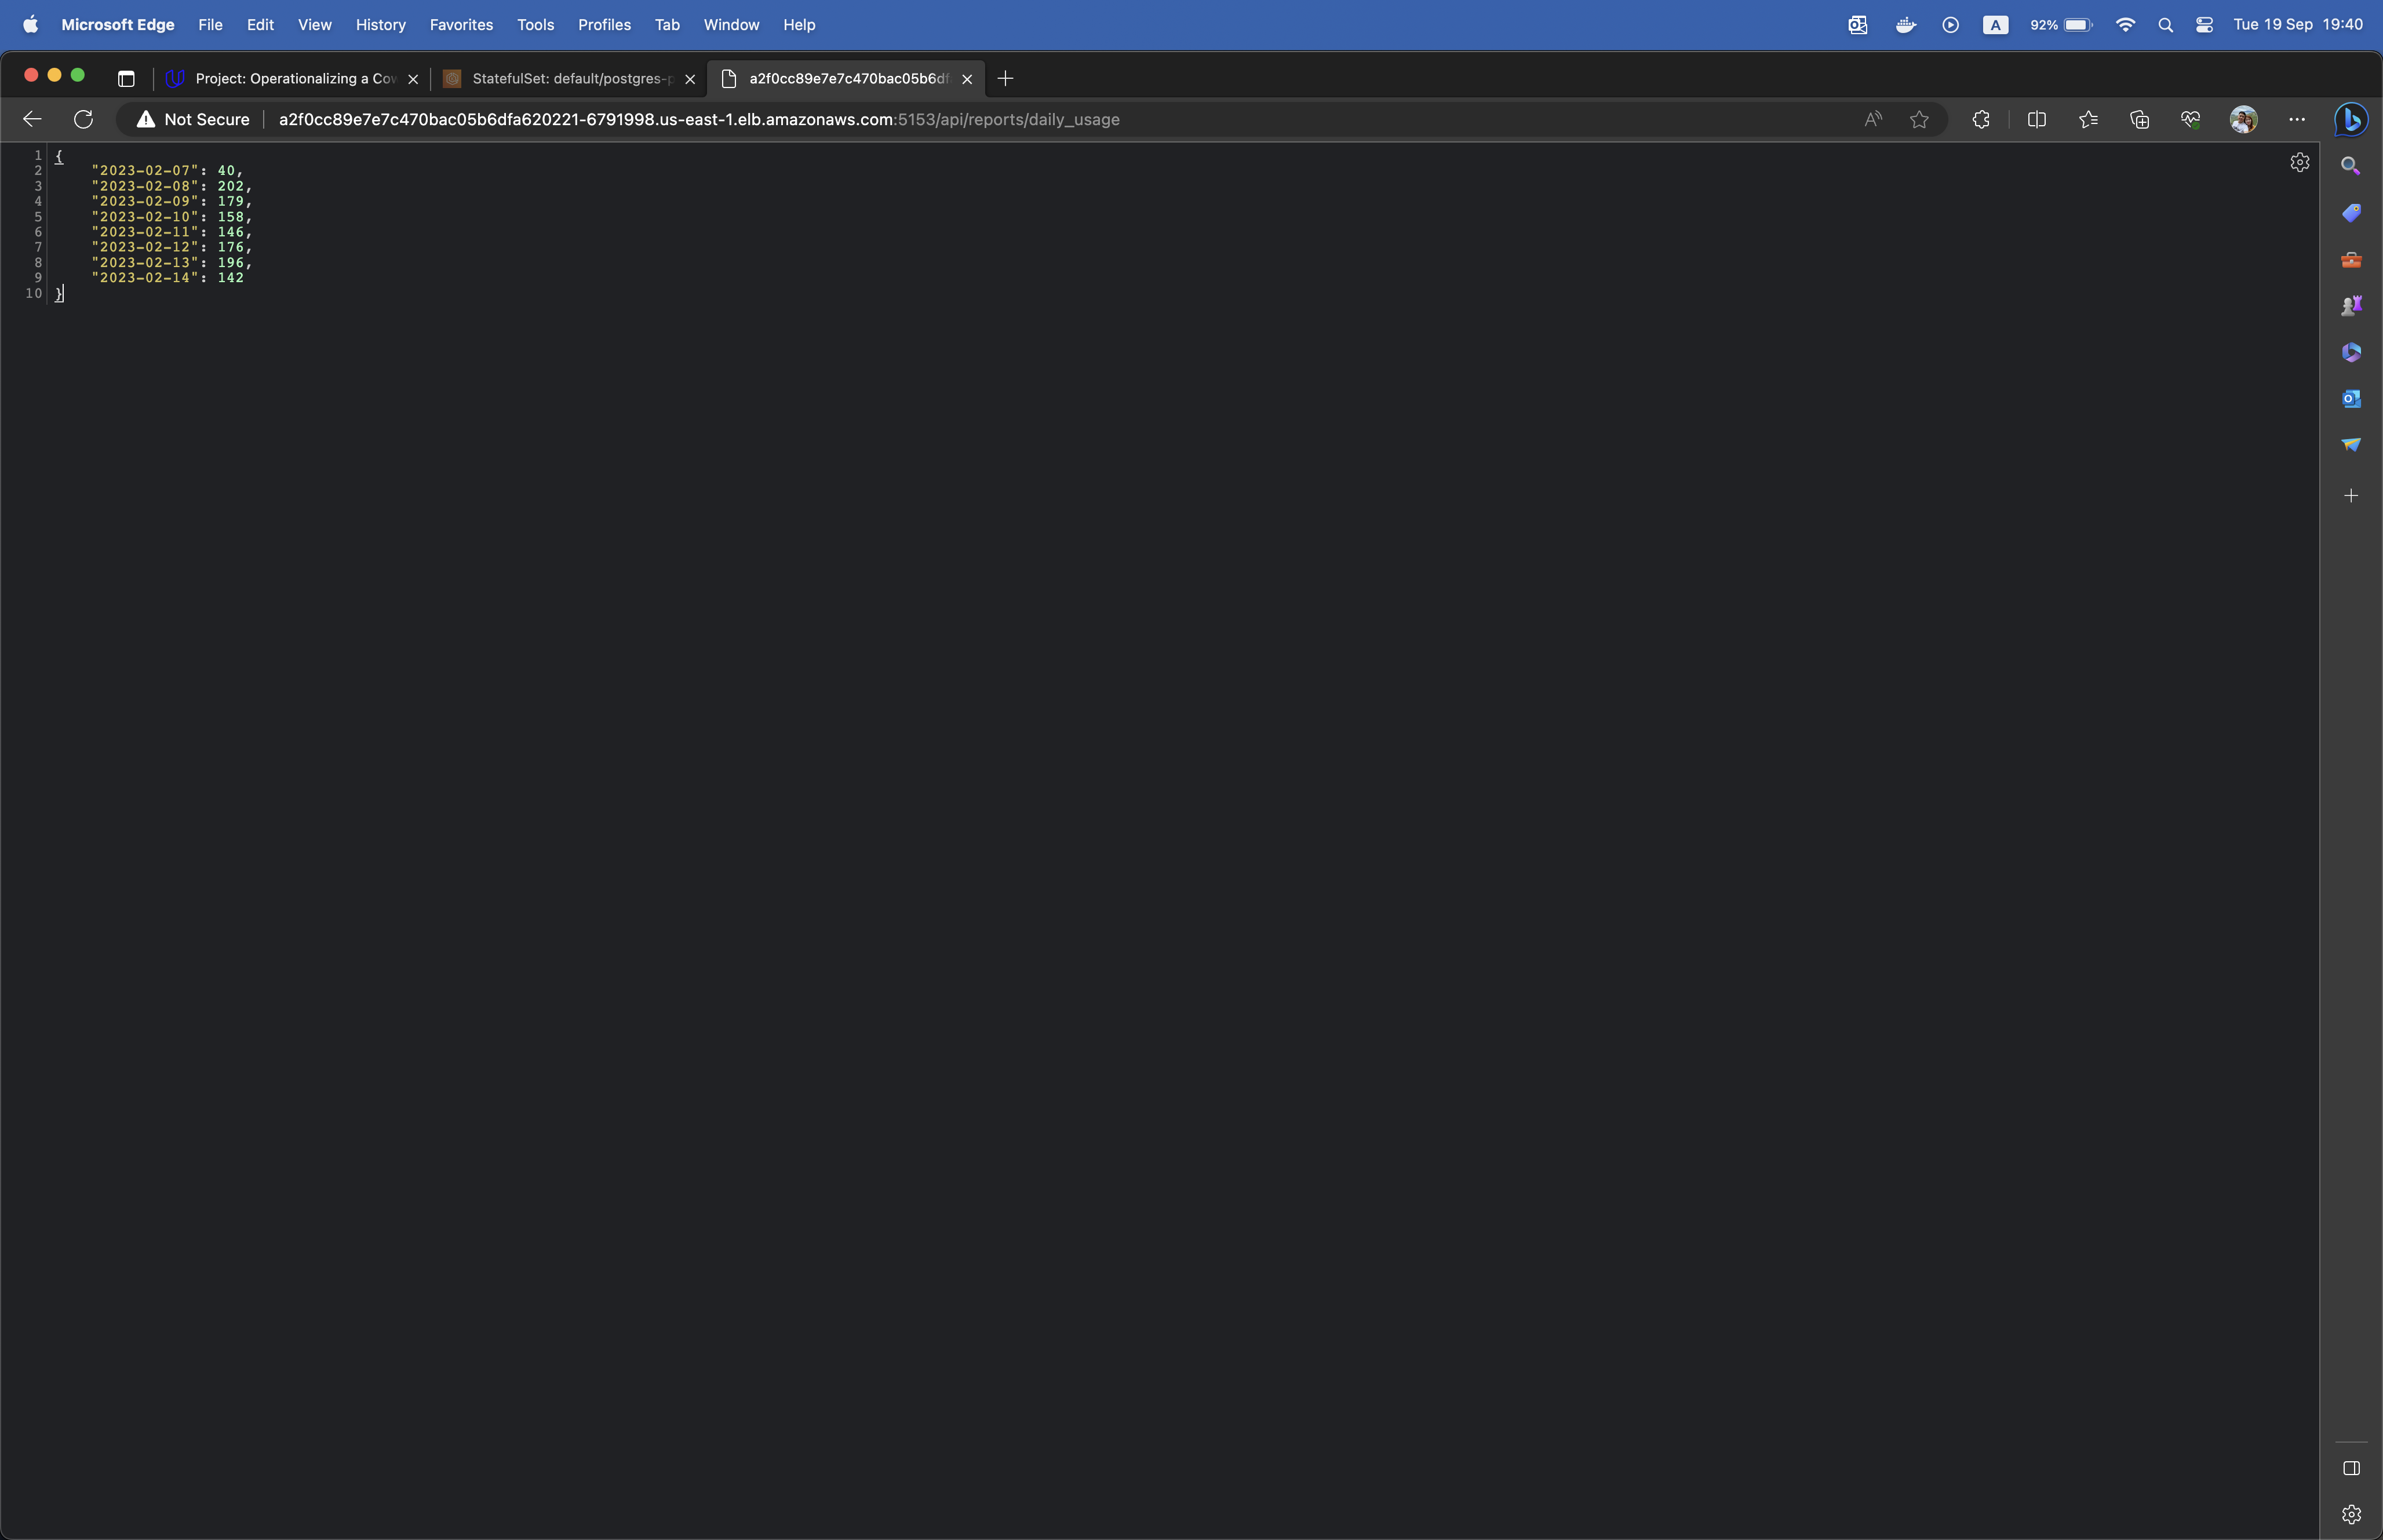 Microsoft Edge File Edit View History Favorites Tools Profiles Tab Window Help A 92% Tue 19 Sep 19:40
Project: Operationalizing a Cow StatefulSet: default/postgres-p a2f0cc89e7e7c470bac05b6df
Not Secure a2f0cc89e7e7c470bac05b6dfa620221-6791998.us-east-1.elb.amazonaws.com:5153/api/reports/daily_usage
1 {
2 "2023-02-07": 40,
3 "2023-02-08": 202,
4 "2023-02-09": 179,
5 "2023-02-10": 158,
6 "2023-02-11": 146,
7 "2023-02-12": 176,
8 "2023-02-13": 196,
9 "2023-02-14": 142
10 }